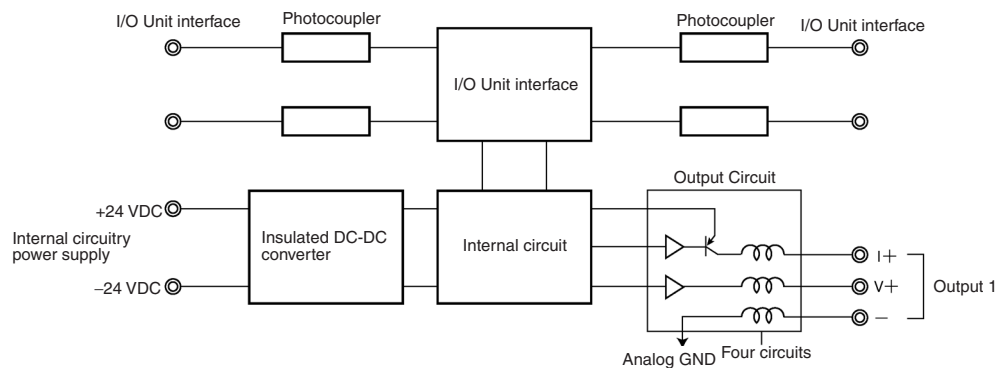 I/O Unit interface
Photocoupler
Photocoupler
I/O Unit interface
I/O Unit interface
Output Circuit
+24 VDC
Internal circuitry
power supply
–24 VDC
Insulated DC-DC
converter
Internal circuit
I+
V+
–
Output 1
Analog GND
Four circuits